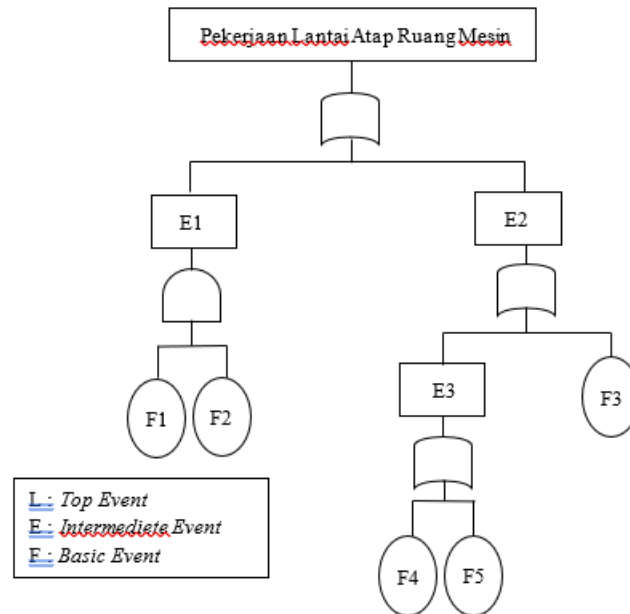 Pekerjaan Lantai Atap Ruang Mesin
E1
E2
E3
F3
F1
F2
L : Top Event
E : Intermediete Event
F : Basic Event
F4
F5